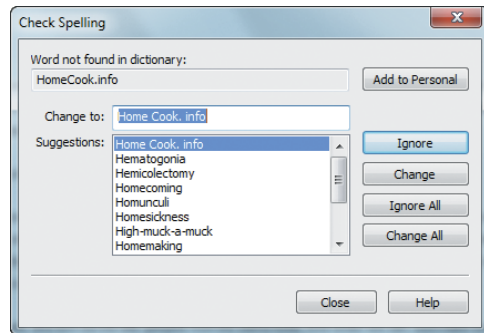 Check Spelling
Word not found in dictionary:
HomeCook.info
Add to Personal
Change to:
Home Cook. info
Suggestions:
Home Cook. info
Hematogonia
Hemicolectomy
Homecoming
Homunculi
Homesickness
High-muck-a-muck
Homemaking
Ignore
Change
Ignore All
Change All
Close
Help